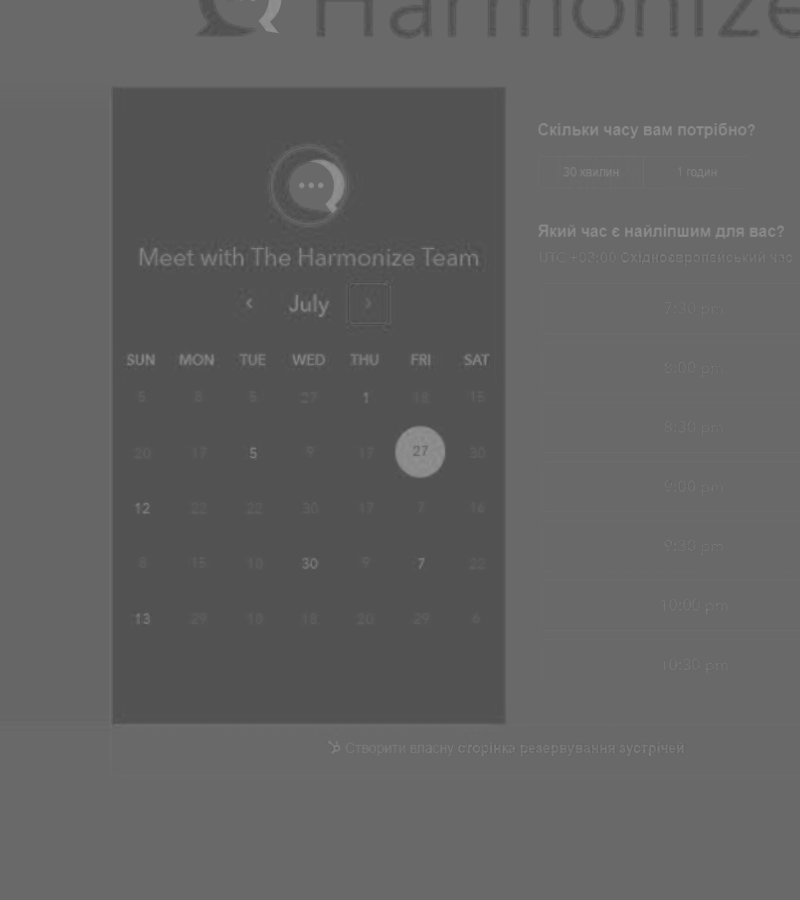 Harmonize
Meet with The Harmonize Team
July
SUN MON TUE WED THU FRI SAT
5 8 5 27 1 18 15
20 17 5 9 17 27 30
12 22 22 30 17 7 16
8 15 10 30 9 7 22
13 29 10 18 20 29 6
Скільки часу вам потрібно?
30 хвилин 1 годин
Який час є найліпшим для вас?
UTC +03:00 Східноєвропейський час
7:30 pm
8:00 pm
8:30 pm
9:00 pm
9:30 pm
10:00 pm
10:30 pm
Створити власну сторінка резервування зустрічей